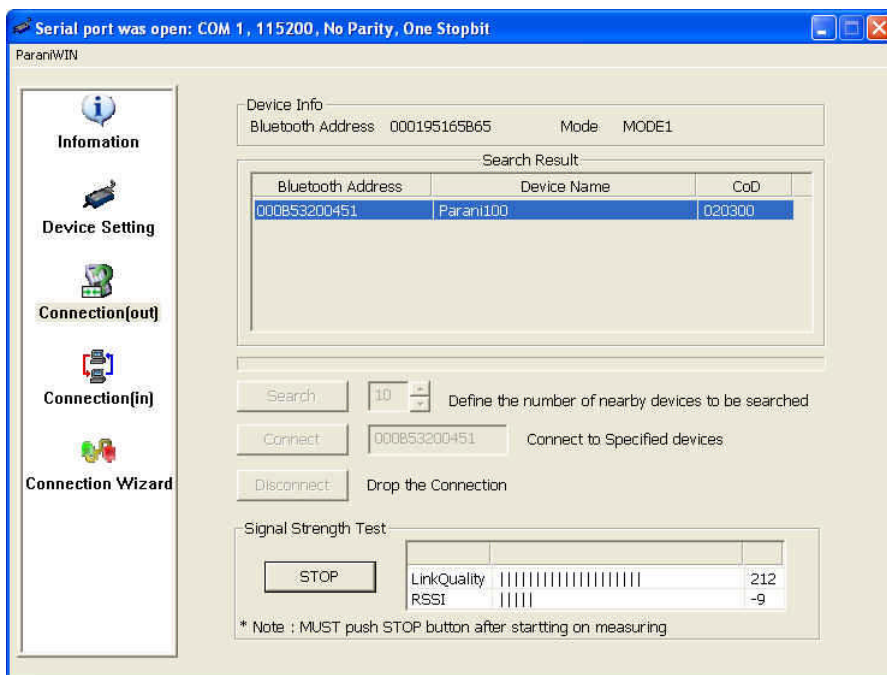 Serial port was open: COM 1, 115200, No Parity, One Stopbit
ParaniWIN
Infomation
Device Setting
Connection(out)
Connection(in)
Connection Wizard
Device Info
Bluetooth Address 000195165B65 Mode MODE1
Search Result
Bluetooth Address Device Name CoD
000B53200451 Parani100 020300
Search 10 Define the number of nearby devices to be searched
Connect 000B53200451 Connect to Specified devices
Disconnect Drop the Connection
Signal Strength Test
STOP
LinkQuality |||||||||||||||||||| 212
RSSI ||||| -9
* Note : MUST push STOP button after startting on measuring